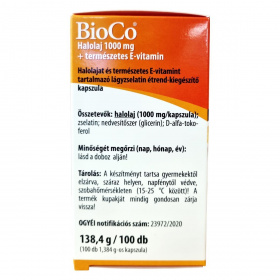 BioCo®
Halolaj 1000 mg
+ természetes E-vitamin
Halolajat és természetes E-vitamint
tartalmazó lágyzselatin étrend-kiegészítő
kapszula
Összetevők: halolaj (1000 mg/kapszula);
zselatin; nedvesítőszer (glicerin); D-alfa-toko-
ferol
Minőségét megőrzi (nap, hónap, év):
lásd a doboz alján!
Tárolás: A készítményt tartsa gyermekektől
elzárva, száraz helyen, napfénytől védve,
szobahőmérsékleten (15-25 °C között)! A
termék kupakját mindig gondosan zárja
vissza!
OGYÉI notifikációs szám: 23972/2020
138,4 g / 100 db
(100 db 1,384 g-os kapszula)